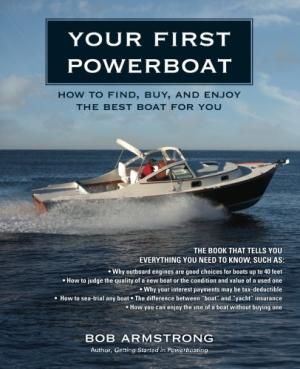 YOUR FIRST
POWERBOAT
HOW TO FIND, BUY, AND ENJOY
THE BEST BOAT FOR YOU
THE BOOK THAT TELLS YOU
EVERYTHING YOU NEED TO KNOW, SUCH AS:
• Why outboard engines are good choices for boats up to 40 feet
• How to judge the quality of a new boat or the condition and value of a used one
• Why your interest payments may be tax-deductible
• How to sea-trial any boat • The difference between "boat" and "yacht" insurance
• How you can enjoy the use of a boat without buying one
BOB ARMSTRONG
Author, Getting Started in Powerboating